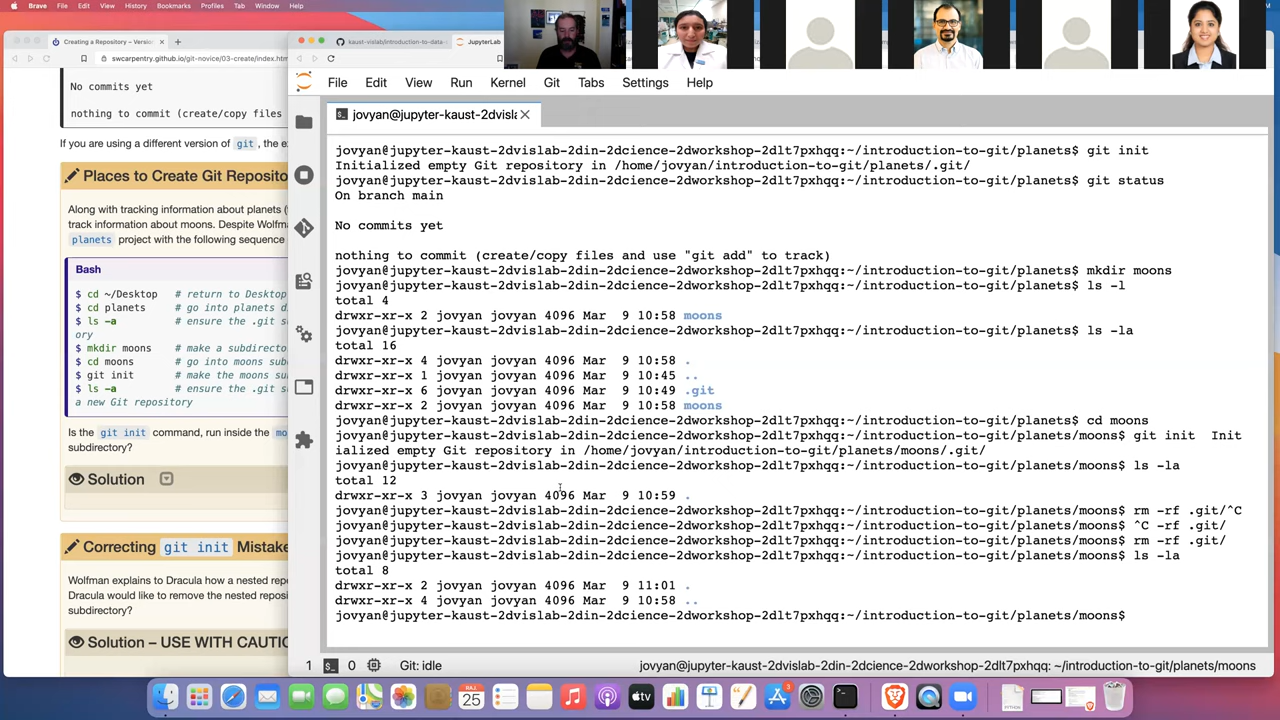 Brave File Edit View History Bookmarks Profiles Tab Window Help
Creating a Repository – Versio
swcarpentry.github.io/git-novice/03-create/index.htm
No commits yet
nothing to commit (create/copy files
If you are using a different version of git, the ex
Places to Create Git Reposito
Along with tracking information about planets (
track information about moons. Despite Wolfma
planets project with the following sequence
Bash
$ cd ~/Desktop # return to Desktop
$ cd planets # go into planets d
$ ls -a # ensure the .git s
ory
$ mkdir moons # make a subdirecto
$ cd moons # go into moons sub
$ git init # make the moons su
$ ls -a # ensure the .git s
a new Git repository
Is the git init command, run inside the mo
subdirectory?
Solution
Correcting git init Mistake
Wolfman explains to Dracula how a nested repo
Dracula would like to remove the nested reposi
subdirectory?
Solution – USE WITH CAUTIO
kaust-vislab/introduction-to-data-
JupyterLab
File Edit View Run Kernel Git Tabs Settings Help
jovyan@jupyter-kaust-2dvisla
jovyan@jupyter-kaust-2dvislab-2din-2dcience-2dworkshop-2dlt7pxhqq:~/introduction-to-git/planets$ git init
Initialized empty Git repository in /home/jovyan/introduction-to-git/planets/.git/
jovyan@jupyter-kaust-2dvislab-2din-2dcience-2dworkshop-2dlt7pxhqq:~/introduction-to-git/planets$ git status
On branch main
No commits yet
nothing to commit (create/copy files and use "git add" to track)
jovyan@jupyter-kaust-2dvislab-2din-2dcience-2dworkshop-2dlt7pxhqq:~/introduction-to-git/planets$ mkdir moons
jovyan@jupyter-kaust-2dvislab-2din-2dcience-2dworkshop-2dlt7pxhqq:~/introduction-to-git/planets$ ls -l
total 4
drwxr-xr-x 2 jovyan jovyan 4096 Mar 9 10:58 moons
jovyan@jupyter-kaust-2dvislab-2din-2dcience-2dworkshop-2dlt7pxhqq:~/introduction-to-git/planets$ ls -la
total 16
drwxr-xr-x 4 jovyan jovyan 4096 Mar 9 10:58 .
drwxr-xr-x 1 jovyan jovyan 4096 Mar 9 10:45 ..
drwxr-xr-x 6 jovyan jovyan 4096 Mar 9 10:49 .git
drwxr-xr-x 2 jovyan jovyan 4096 Mar 9 10:58 moons
jovyan@jupyter-kaust-2dvislab-2din-2dcience-2dworkshop-2dlt7pxhqq:~/introduction-to-git/planets$ cd moons
jovyan@jupyter-kaust-2dvislab-2din-2dcience-2dworkshop-2dlt7pxhqq:~/introduction-to-git/planets/moons$ git init Init
ialized empty Git repository in /home/jovyan/introduction-to-git/planets/moons/.git/
jovyan@jupyter-kaust-2dvislab-2din-2dcience-2dworkshop-2dlt7pxhqq:~/introduction-to-git/planets/moons$ ls -la
total 12
drwxr-xr-x 3 jovyan jovyan 4096 Mar 9 10:59 .
jovyan@jupyter-kaust-2dvislab-2din-2dcience-2dworkshop-2dlt7pxhqq:~/introduction-to-git/planets/moons$ rm -rf .git/^C
jovyan@jupyter-kaust-2dvislab-2din-2dcience-2dworkshop-2dlt7pxhqq:~/introduction-to-git/planets/moons$ ^C -rf .git/
jovyan@jupyter-kaust-2dvislab-2din-2dcience-2dworkshop-2dlt7pxhqq:~/introduction-to-git/planets/moons$ rm -rf .git/
jovyan@jupyter-kaust-2dvislab-2din-2dcience-2dworkshop-2dlt7pxhqq:~/introduction-to-git/planets/moons$ ls -la
total 8
drwxr-xr-x 2 jovyan jovyan 4096 Mar 9 11:01 .
drwxr-xr-x 4 jovyan jovyan 4096 Mar 9 10:58 ..
jovyan@jupyter-kaust-2dvislab-2din-2dcience-2dworkshop-2dlt7pxhqq:~/introduction-to-git/planets/moons$
1 0 Git: idle jovyan@jupyter-kaust-2dvislab-2din-2dcience-2dworkshop-2dlt7pxhqq: ~/introduction-to-git/planets/moons
25
tv
3